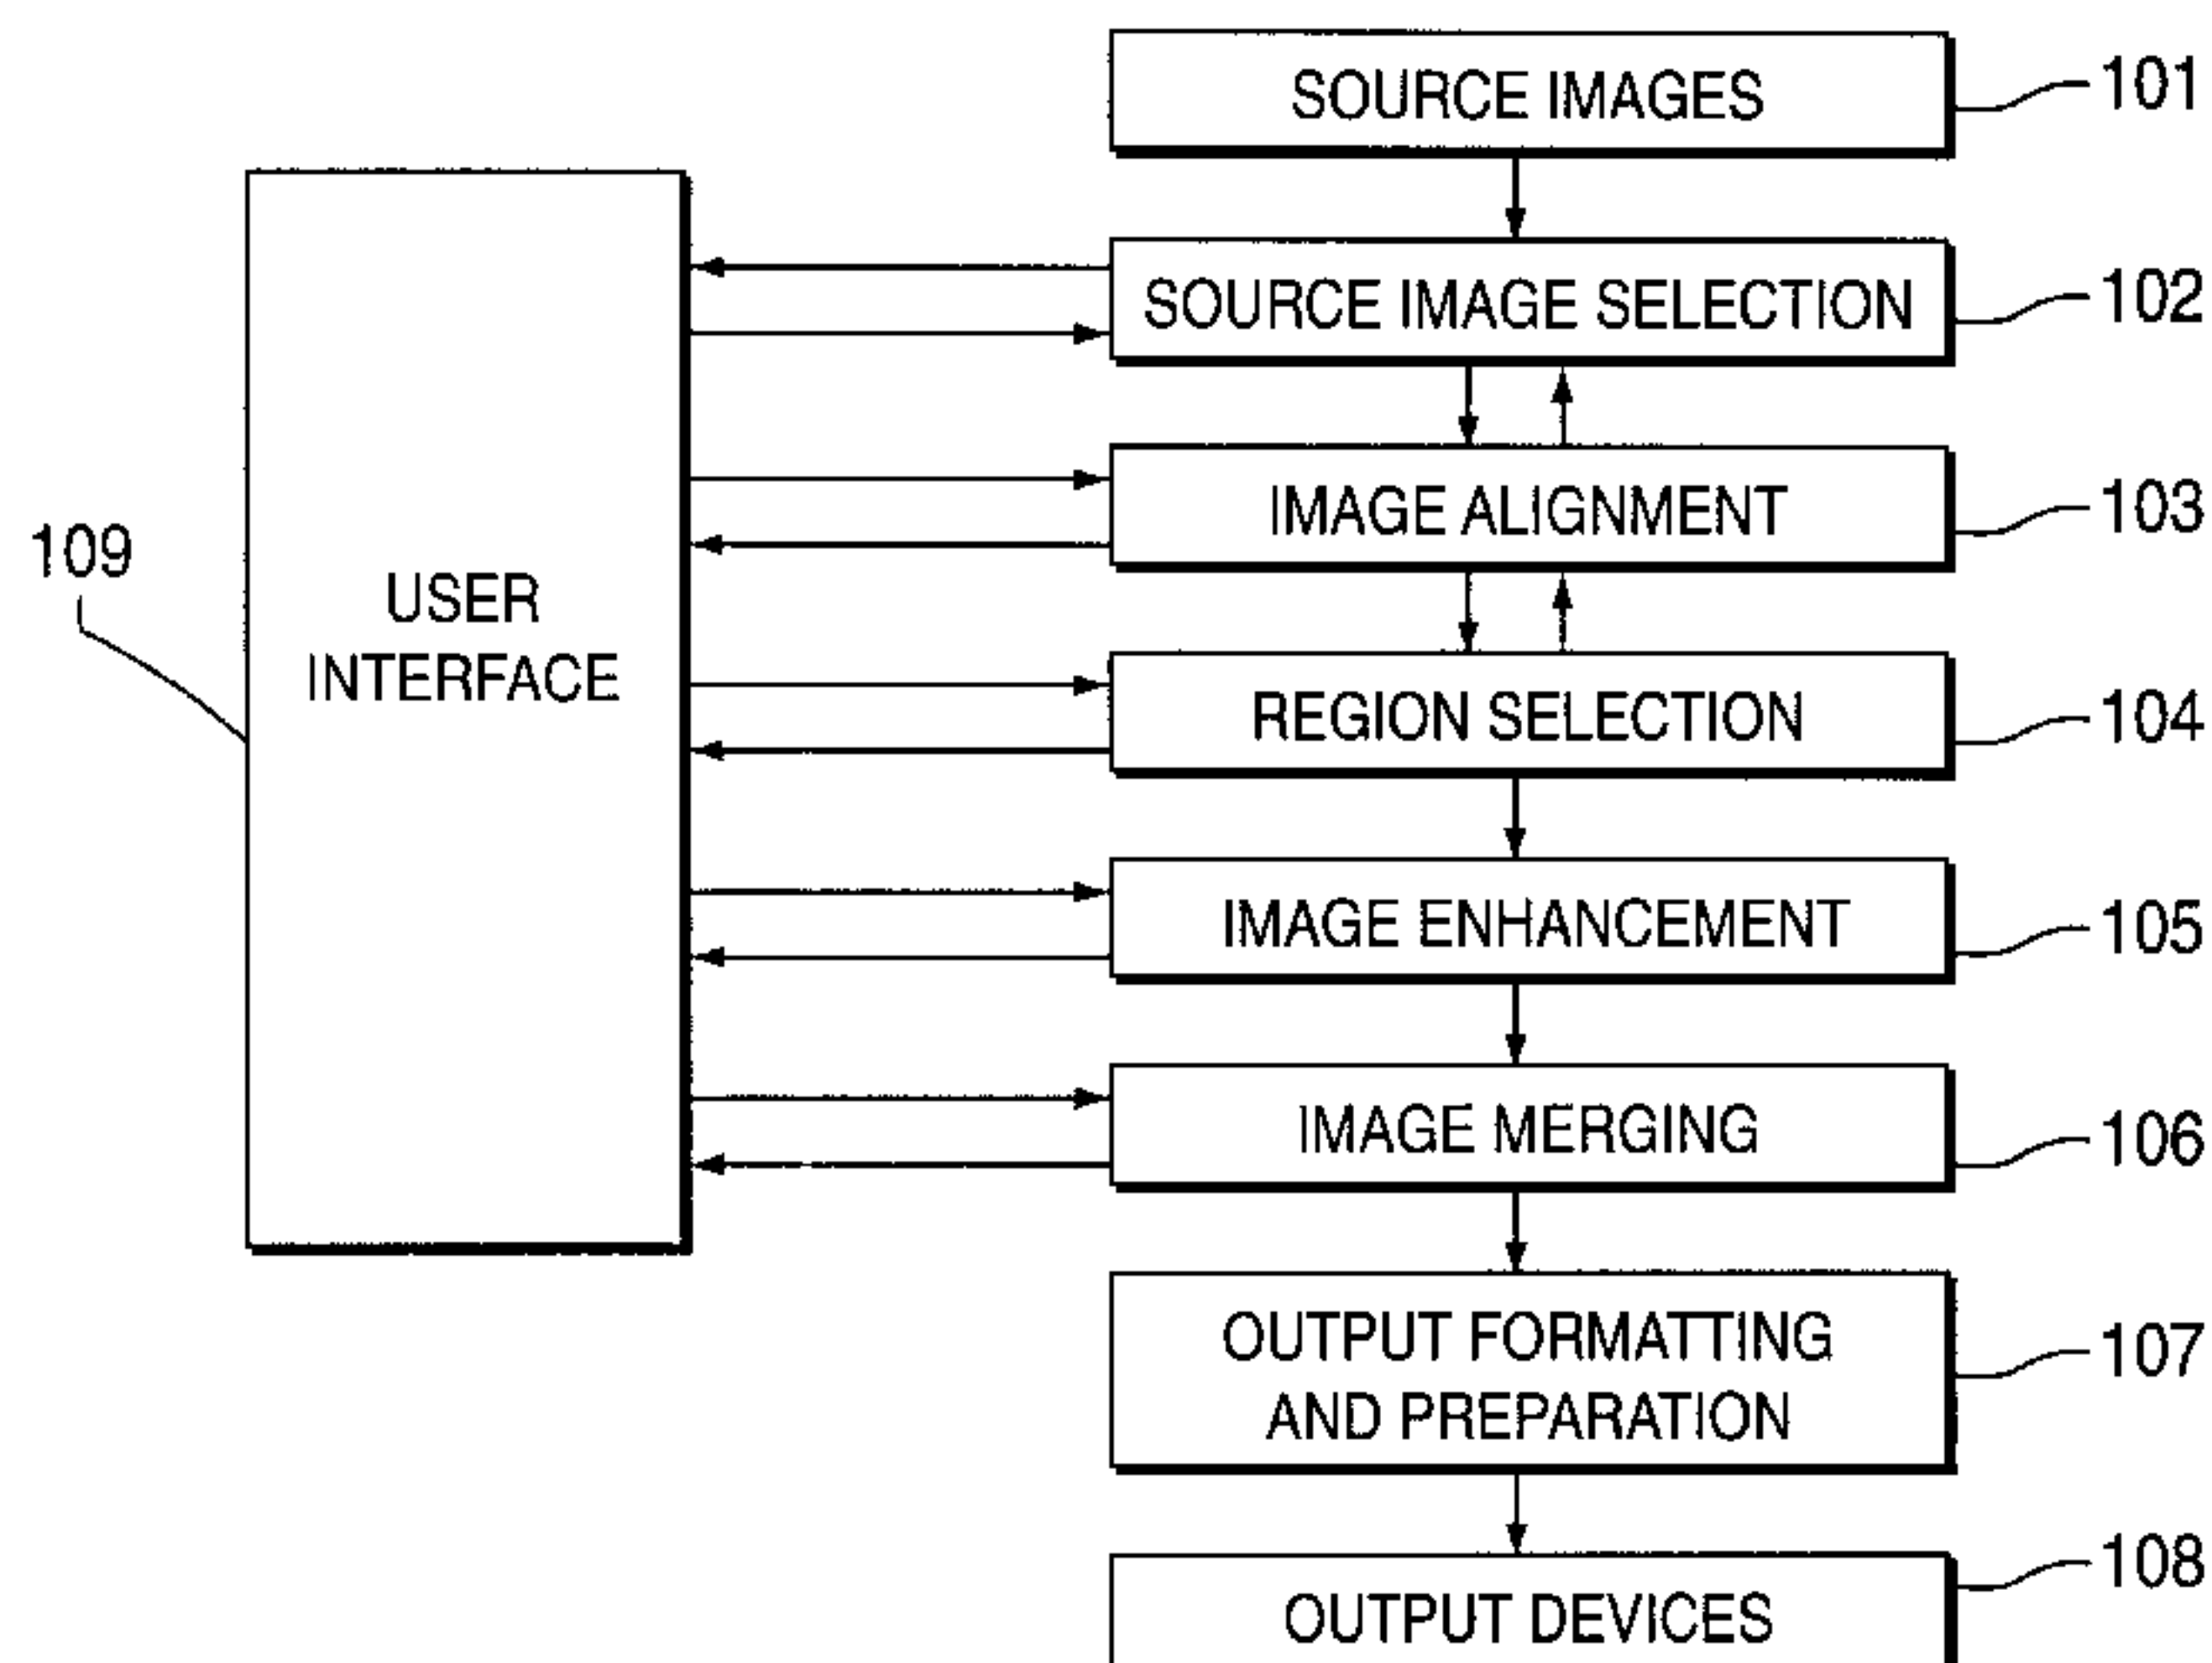 SOURCE IMAGES
101
SOURCE IMAGE SELECTION
102
IMAGE ALIGNMENT
103
109
USER
INTERFACE
REGION SELECTION
104
IMAGE ENHANCEMENT
105
IMAGE MERGING
106
OUTPUT FORMATTING
AND PREPARATION
107
OUTPUT DEVICES
108